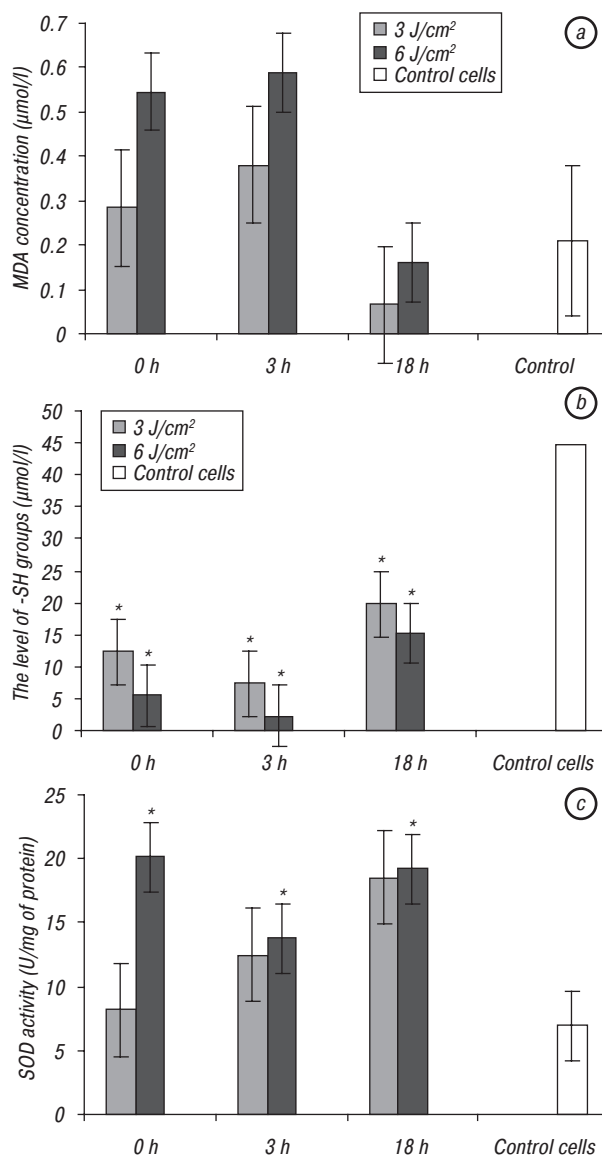 a
3 J/cm²
6 J/cm²
Control cells
MDA concentration (μmol/l)
0.7
0.6
0.5
0.4
0.3
0.2
0.1
0
0 h
3 h
18 h
Control
b
3 J/cm²
6 J/cm²
Control cells
The level of -SH groups (μmol/l)
50
45
40
35
30
25
20
15
10
5
0
* * * * * *
0 h
3 h
18 h
Control cells
c
SOD activity (U/mg of protein)
25
20
15
10
5
0
* * *
0 h
3 h
18 h
Control cells